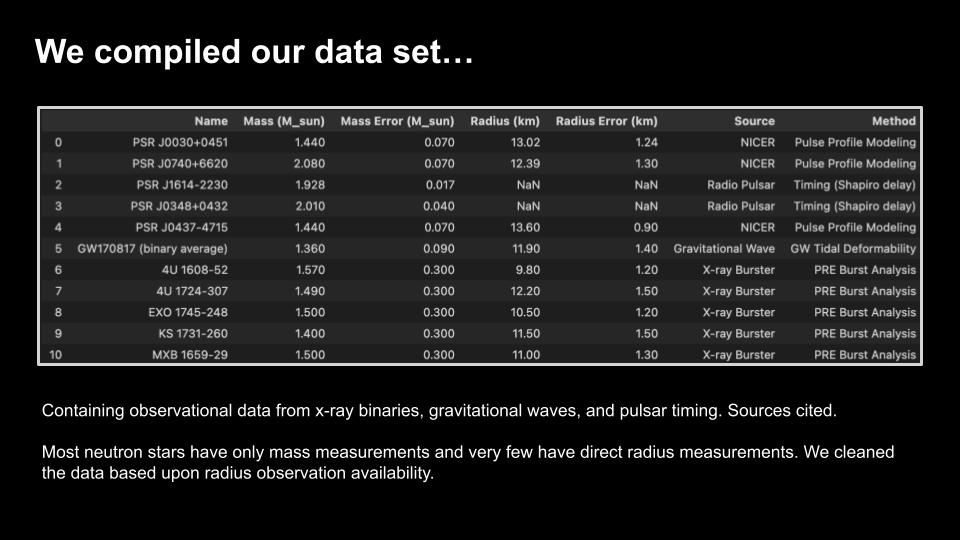 We compiled our data set…
Name Mass (M_sun) Mass Error (M_sun) Radius (km) Radius Error (km) Source Method
0 PSR J0030+0451 1.440 0.070 13.02 1.24 NICER Pulse Profile Modeling
1 PSR J0740+6620 2.080 0.070 12.39 1.30 NICER Pulse Profile Modeling
2 PSR J1614-2230 1.928 0.017 NaN NaN Radio Pulsar Timing (Shapiro delay)
3 PSR J0348+0432 2.010 0.040 NaN NaN Radio Pulsar Timing (Shapiro delay)
4 PSR J0437-4715 1.440 0.070 13.60 0.90 NICER Pulse Profile Modeling
5 GW170817 (binary average) 1.360 0.090 11.90 1.40 Gravitational Wave GW Tidal Deformability
6 4U 1608-52 1.570 0.300 9.80 1.20 X-ray Burster PRE Burst Analysis
7 4U 1724-307 1.490 0.300 12.20 1.50 X-ray Burster PRE Burst Analysis
8 EXO 1745-248 1.500 0.300 10.50 1.20 X-ray Burster PRE Burst Analysis
9 KS 1731-260 1.400 0.300 11.50 1.50 X-ray Burster PRE Burst Analysis
10 MXB 1659-29 1.500 0.300 11.00 1.30 X-ray Burster PRE Burst Analysis
Containing observational data from x-ray binaries, gravitational waves, and pulsar timing. Sources cited.
Most neutron stars have only mass measurements and very few have direct radius measurements. We cleaned
the data based upon radius observation availability.